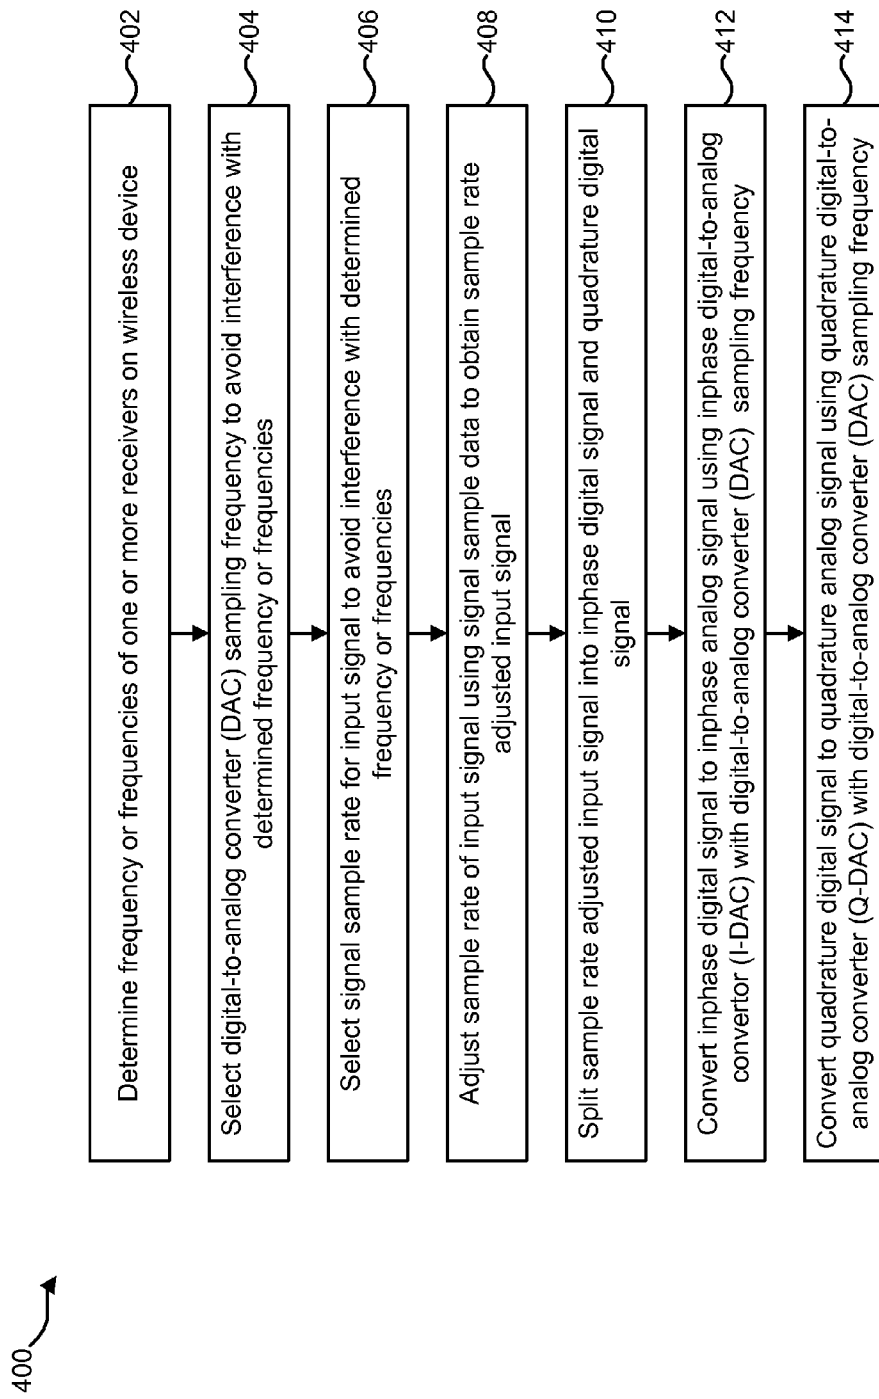 400
Determine frequency or frequencies of one or more receivers on wireless device
402
Select digital-to-analog converter (DAC) sampling frequency to avoid interference with
determined frequency or frequencies
404
Select signal sample rate for input signal to avoid interference with determined
frequency or frequencies
406
Adjust sample rate of input signal using signal sample data to obtain sample rate
adjusted input signal
408
Split sample rate adjusted input signal into inphase digital signal and quadrature digital
signal
410
Convert inphase digital signal to inphase analog signal using inphase digital-to-analog
convertor (I-DAC) with digital-to-analog converter (DAC) sampling frequency
412
Convert quadrature digital signal to quadrature analog signal using quadrature digital-to-
analog converter (Q-DAC) with digital-to-analog converter (DAC) sampling frequency
414